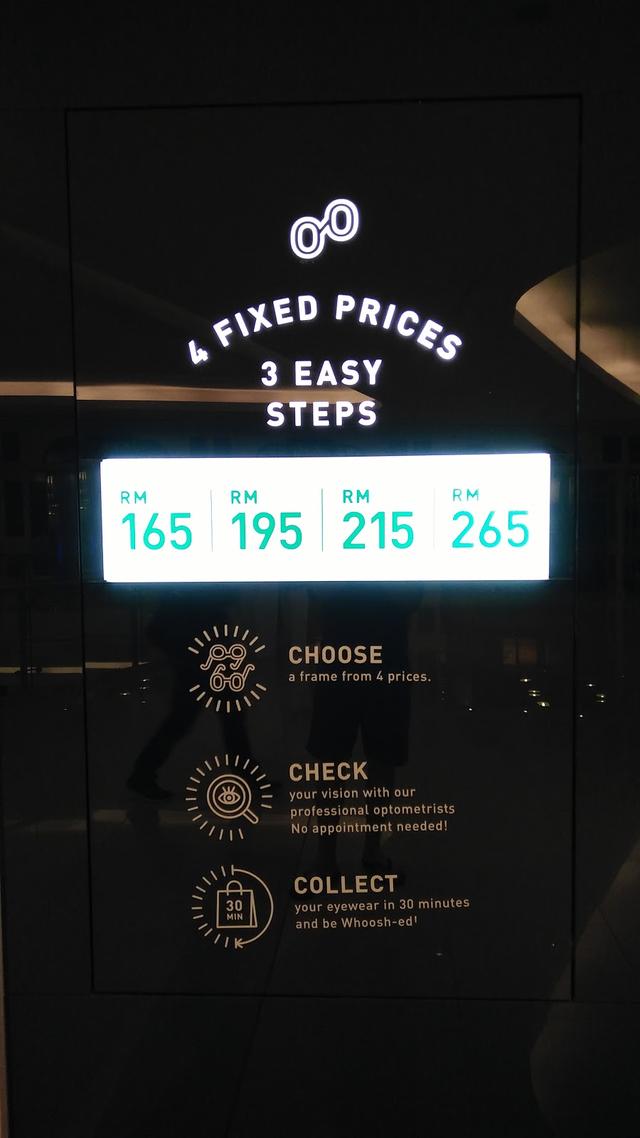 4 FIXED PRICES
3 EASY
STEPS
RM 165
RM 195
RM 215
RM 265
CHOOSE
a frame from 4 prices.
CHECK
your vision with our
professional optometrists
No appointment needed!
30
MIN
COLLECT
your eyewear in 30 minutes
and be Whoosh-ed!